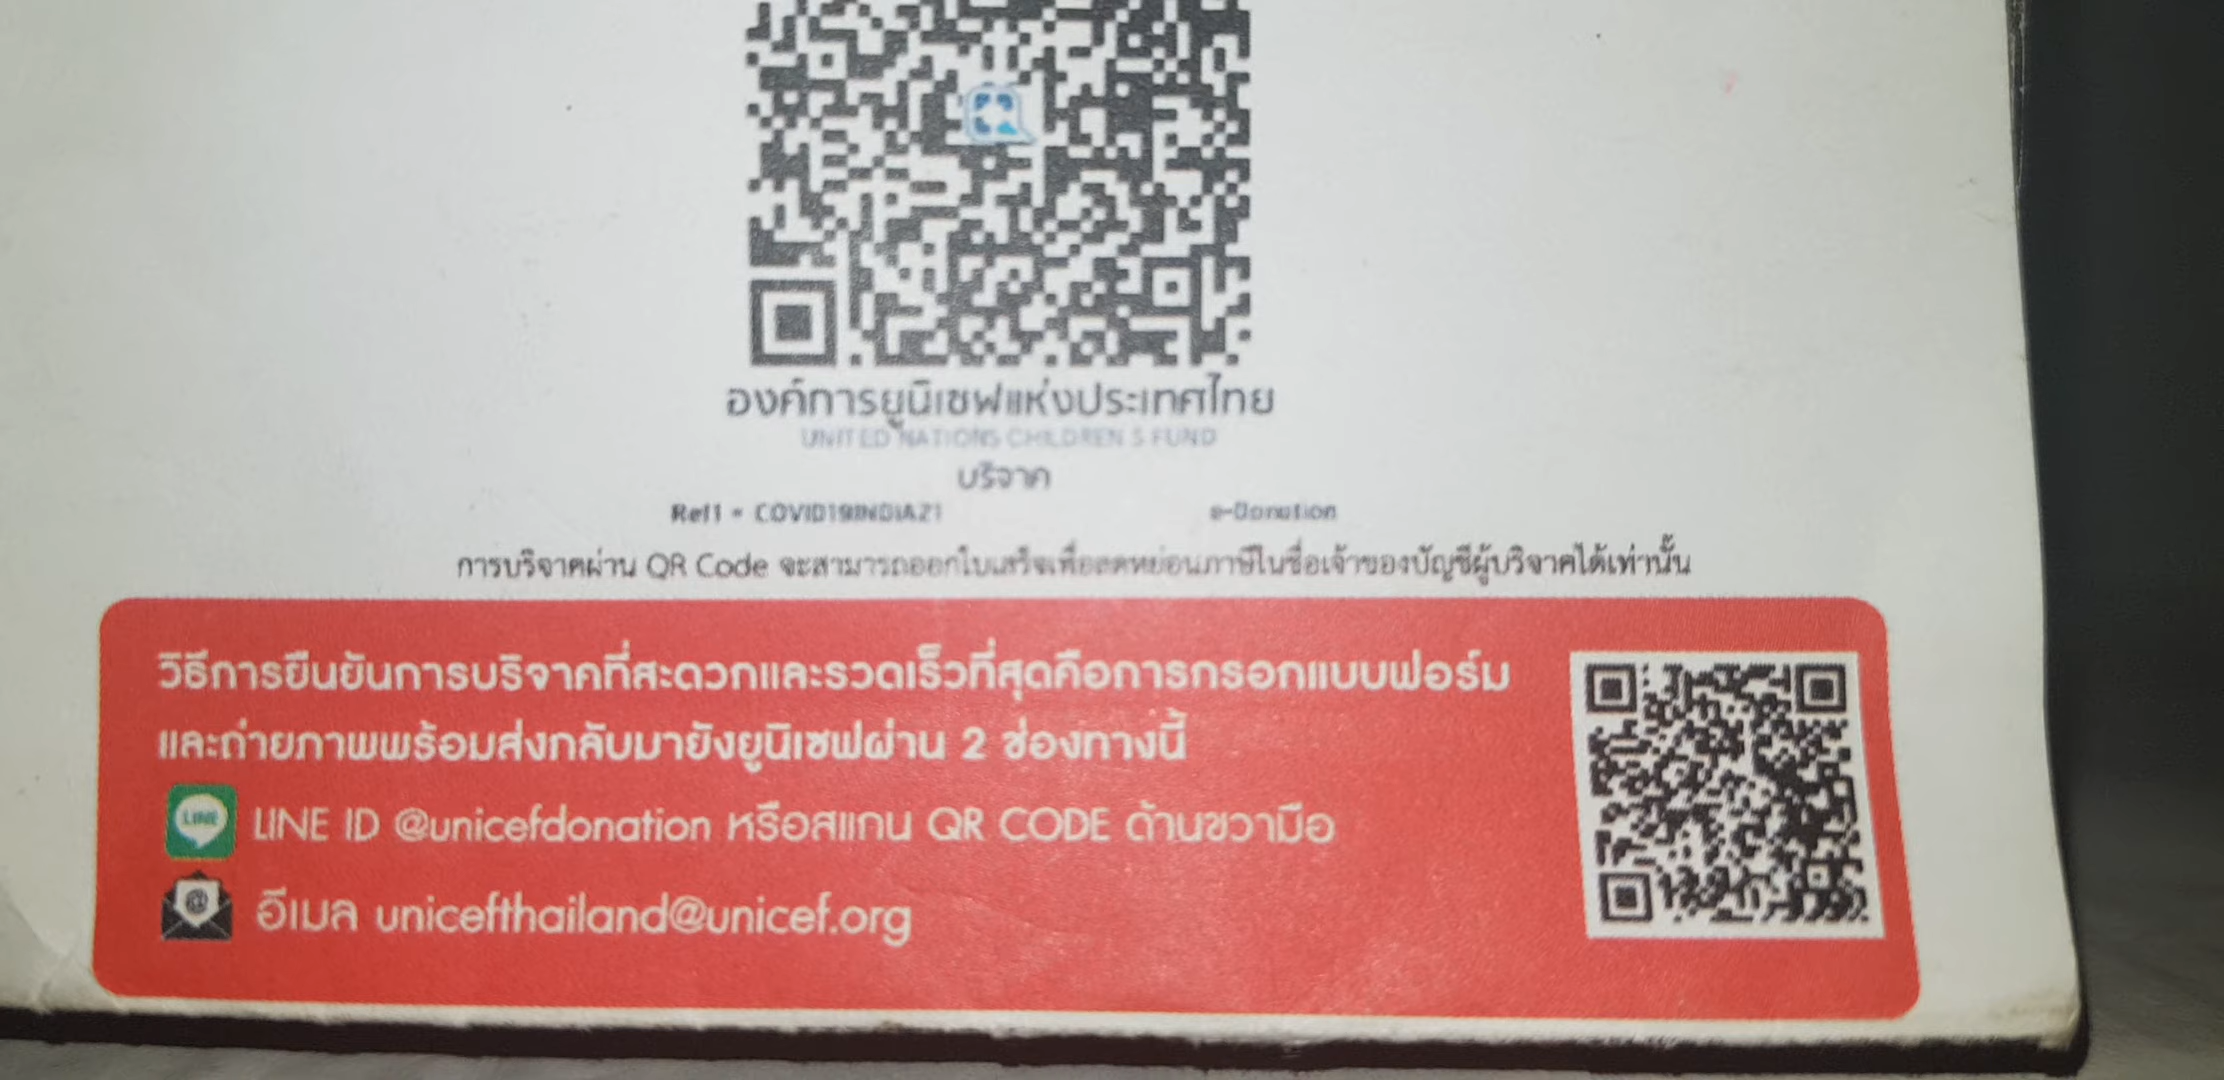 องค์การยูนิเซฟแห่งประเทศไทย
UNITED NATIONS CHILDREN S FUND
บริจาค
Ref1 = COVID19INDIA21 e-Donation
การบริจาคผ่าน QR Code จะสามารถออกใบเสร็จเพื่อลดหย่อนภาษีในชื่อเจ้าของบัญชีผู้บริจาคได้เท่านั้น
วิธีการยืนยันการบริจาคที่สะดวกและรวดเร็วที่สุดคือการกรอกแบบฟอร์ม
และถ่ายภาพพร้อมส่งกลับมายังยูนิเซฟผ่าน 2 ช่องทางนี้
LINE
LINE ID @unicefdonation หรือสแกน QR CODE ด้านขวามือ
@
อีเมล unicefthailand@unicef.org